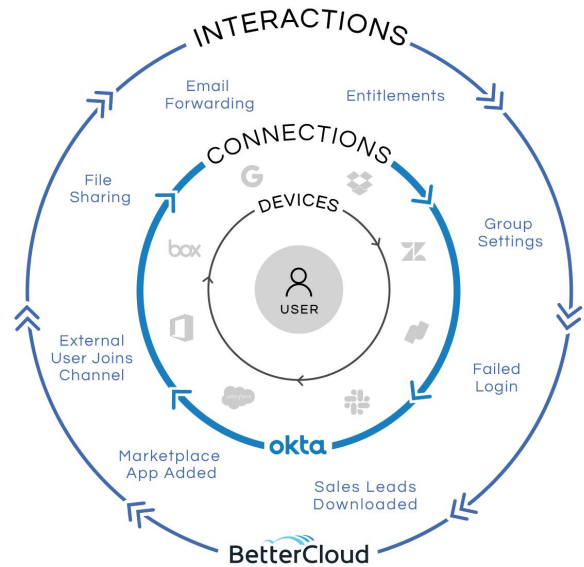 INTERACTIONS
Email
Forwarding
Entitlements
CONNECTIONS
G
File
Sharing
DEVICES
Group
Settings
box
USER
External
User Joins
Channel
Failed
Login
salesforce
okta
Marketplace
App Added
Sales Leads
Downloaded
BetterCloud